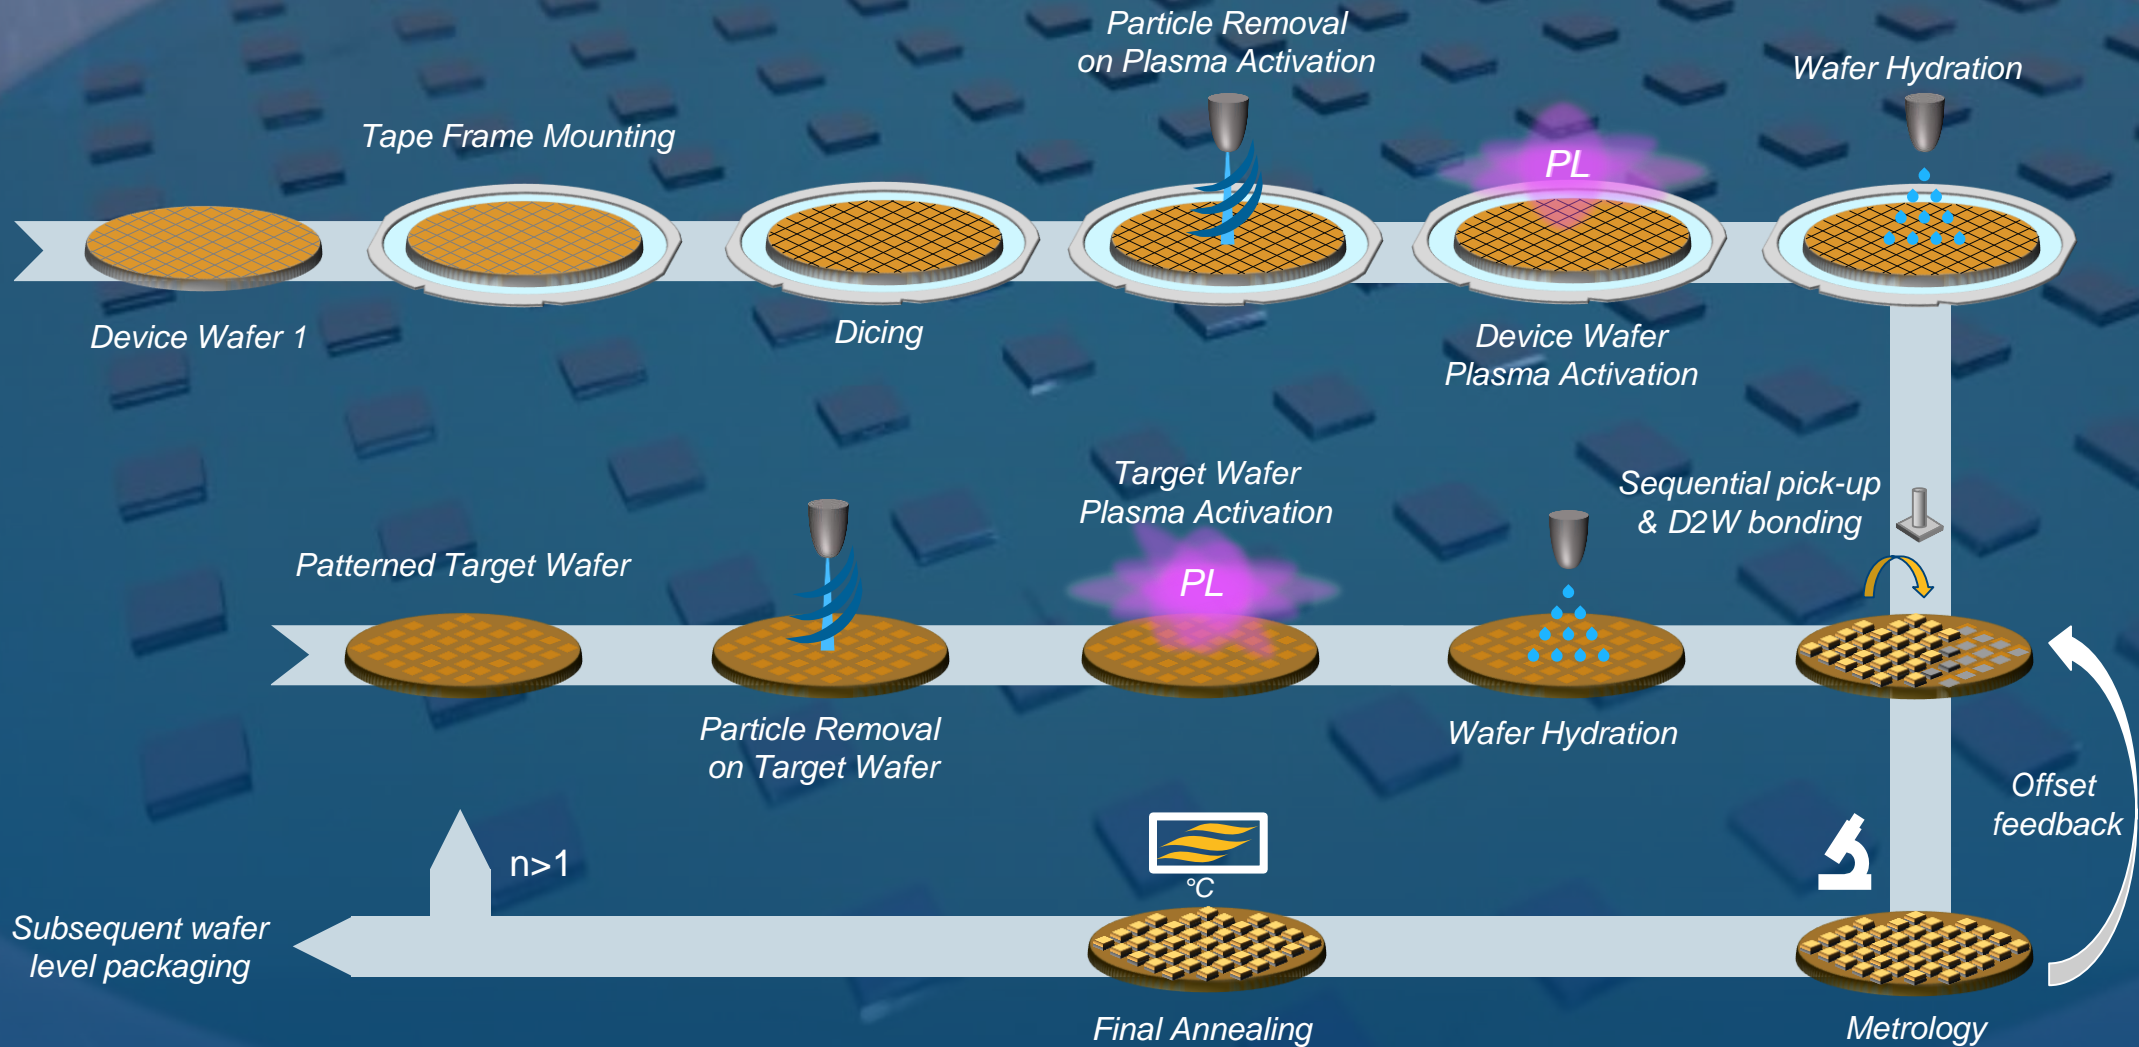 Particle Removal
on Plasma Activation
Wafer Hydration
Tape Frame Mounting
PL
Device Wafer 1
Dicing
Device Wafer
Plasma Activation
Target Wafer
Plasma Activation
Sequential pick-up
& D2W bonding
Patterned Target Wafer
PL
Particle Removal
on Target Wafer
Wafer Hydration
Offset
feedback
n>1
°C
Subsequent wafer
level packaging
Final Annealing
Metrology